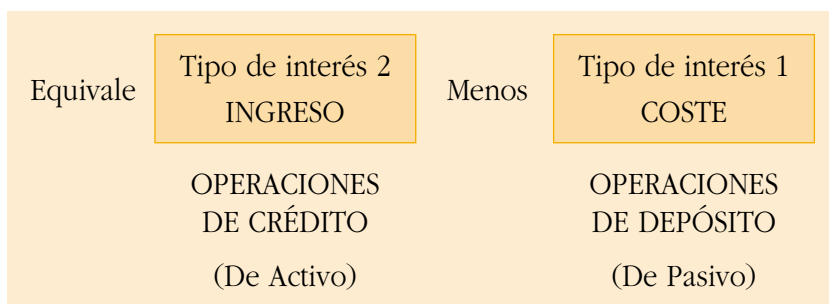 Equivale
Tipo de interés 2
INGRESO
Menos
Tipo de interés 1
COSTE
OPERACIONES
DE CRÉDITO
(De Activo)
OPERACIONES
DE DEPÓSITO
(De Pasivo)